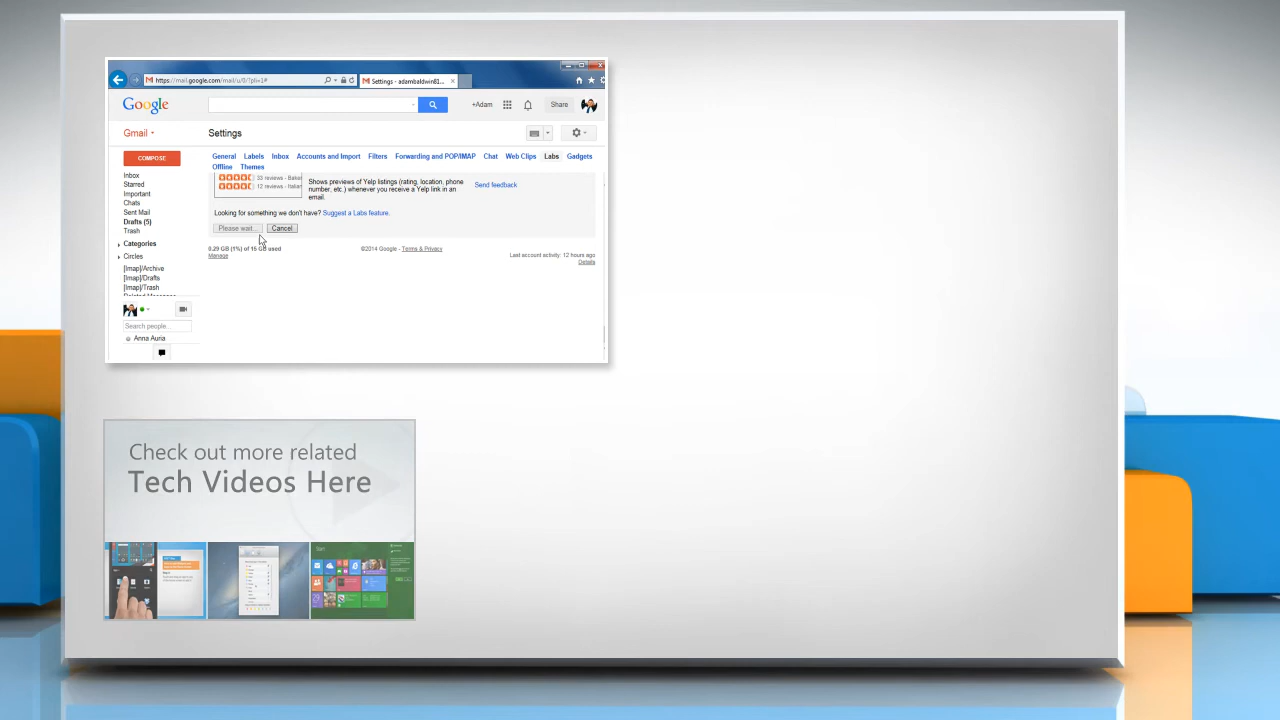 https://mail.google.com/mail/u/0/?pli=1#
Settings - adambaldwin81...
Google
+Adam
Share
Gmail
Settings
COMPOSE
General Labels Inbox Accounts and Import Filters Forwarding and POP/IMAP Chat Web Clips Labs Gadgets
Offline Themes
Inbox
Starred
Important
Chats
Sent Mail
Drafts (5)
Trash
Categories
Circles
[Imap]/Archive
[Imap]/Drafts
[Imap]/Trash
Search people...
Anna Auria
33 reviews - Baker
12 reviews - Italian
Shows previews of Yelp listings (rating, location, phone
number, etc.) whenever you receive a Yelp link in an
email.
Send feedback
Looking for something we don't have? Suggest a Labs feature.
Please wait... Cancel
0.29 GB (1%) of 15 GB used
Manage
©2014 Google - Terms & Privacy
Last account activity: 12 hours ago
Details
Check out more related
Tech Videos Here
Start